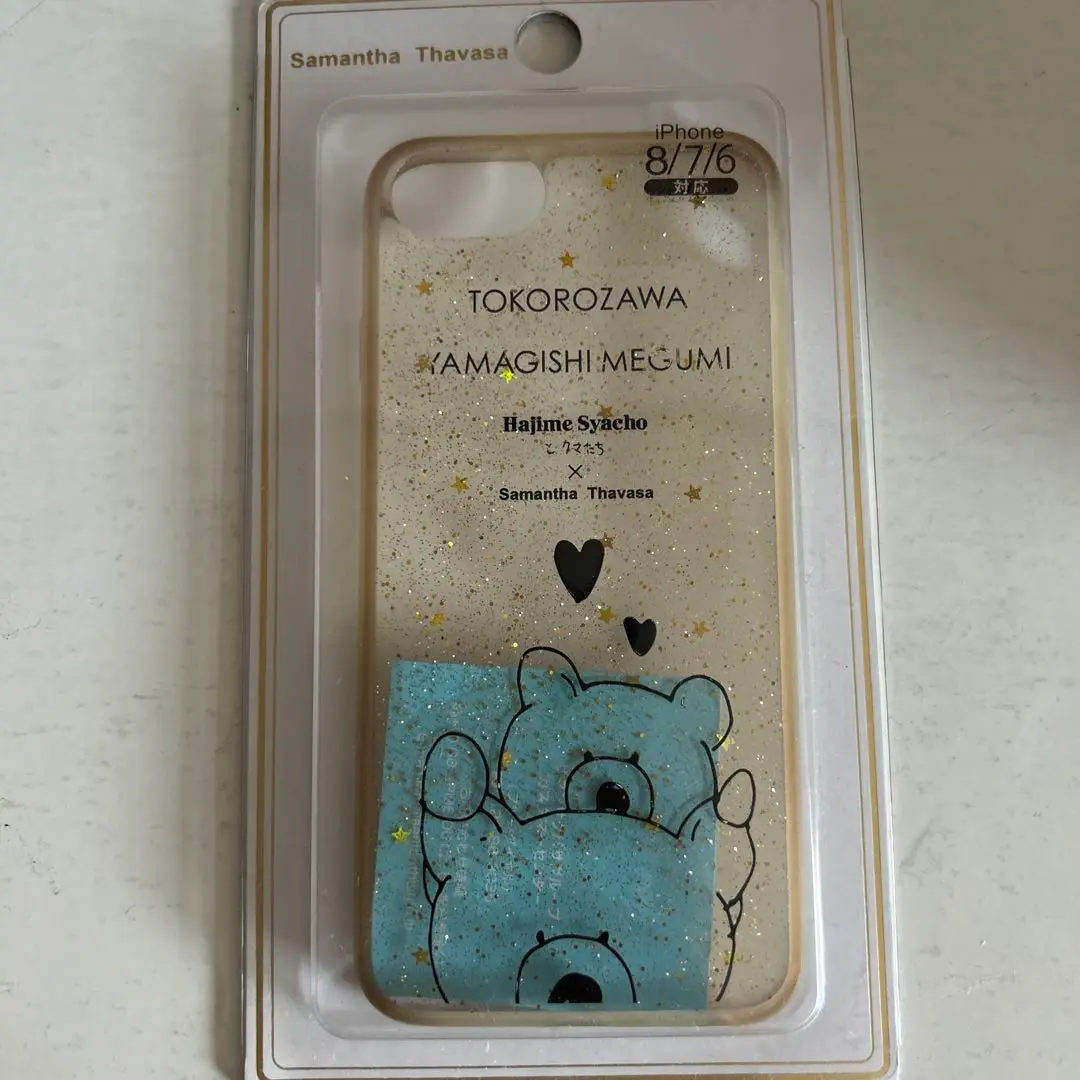 Samantha Thavasa
iPhone
8/7/6
対応
TOKOROZAWA
YAMAGISHI MEGUMI
Hajime Syacho
と クマたち
×
Samantha Thavasa